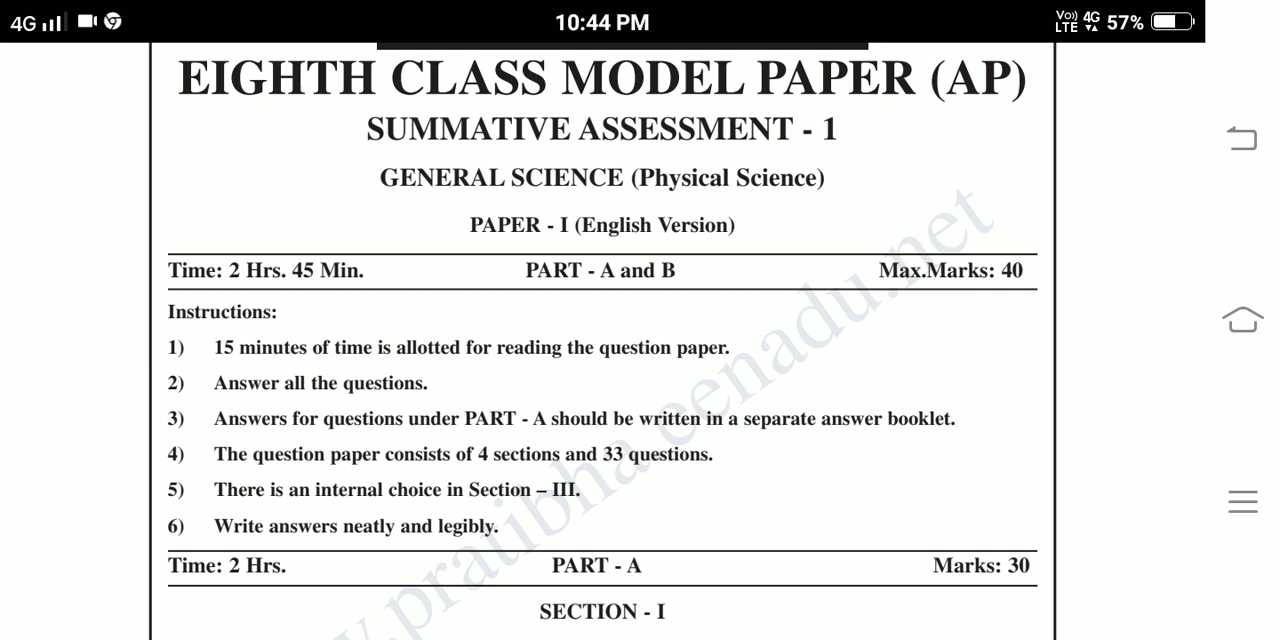 4G 10:44 PM Vo)) LTE 4G 57%
EIGHTH CLASS MODEL PAPER (AP)
SUMMATIVE ASSESSMENT - 1
GENERAL SCIENCE (Physical Science)
PAPER - I (English Version)
Time: 2 Hrs. 45 Min. PART - A and B Max.Marks: 40
Instructions:
1) 15 minutes of time is allotted for reading the question paper.
2) Answer all the questions.
3) Answers for questions under PART - A should be written in a separate answer booklet.
4) The question paper consists of 4 sections and 33 questions.
5) There is an internal choice in Section – III.
6) Write answers neatly and legibly.
Time: 2 Hrs. PART - A Marks: 30
SECTION - I
.pratibha.eenadu.net